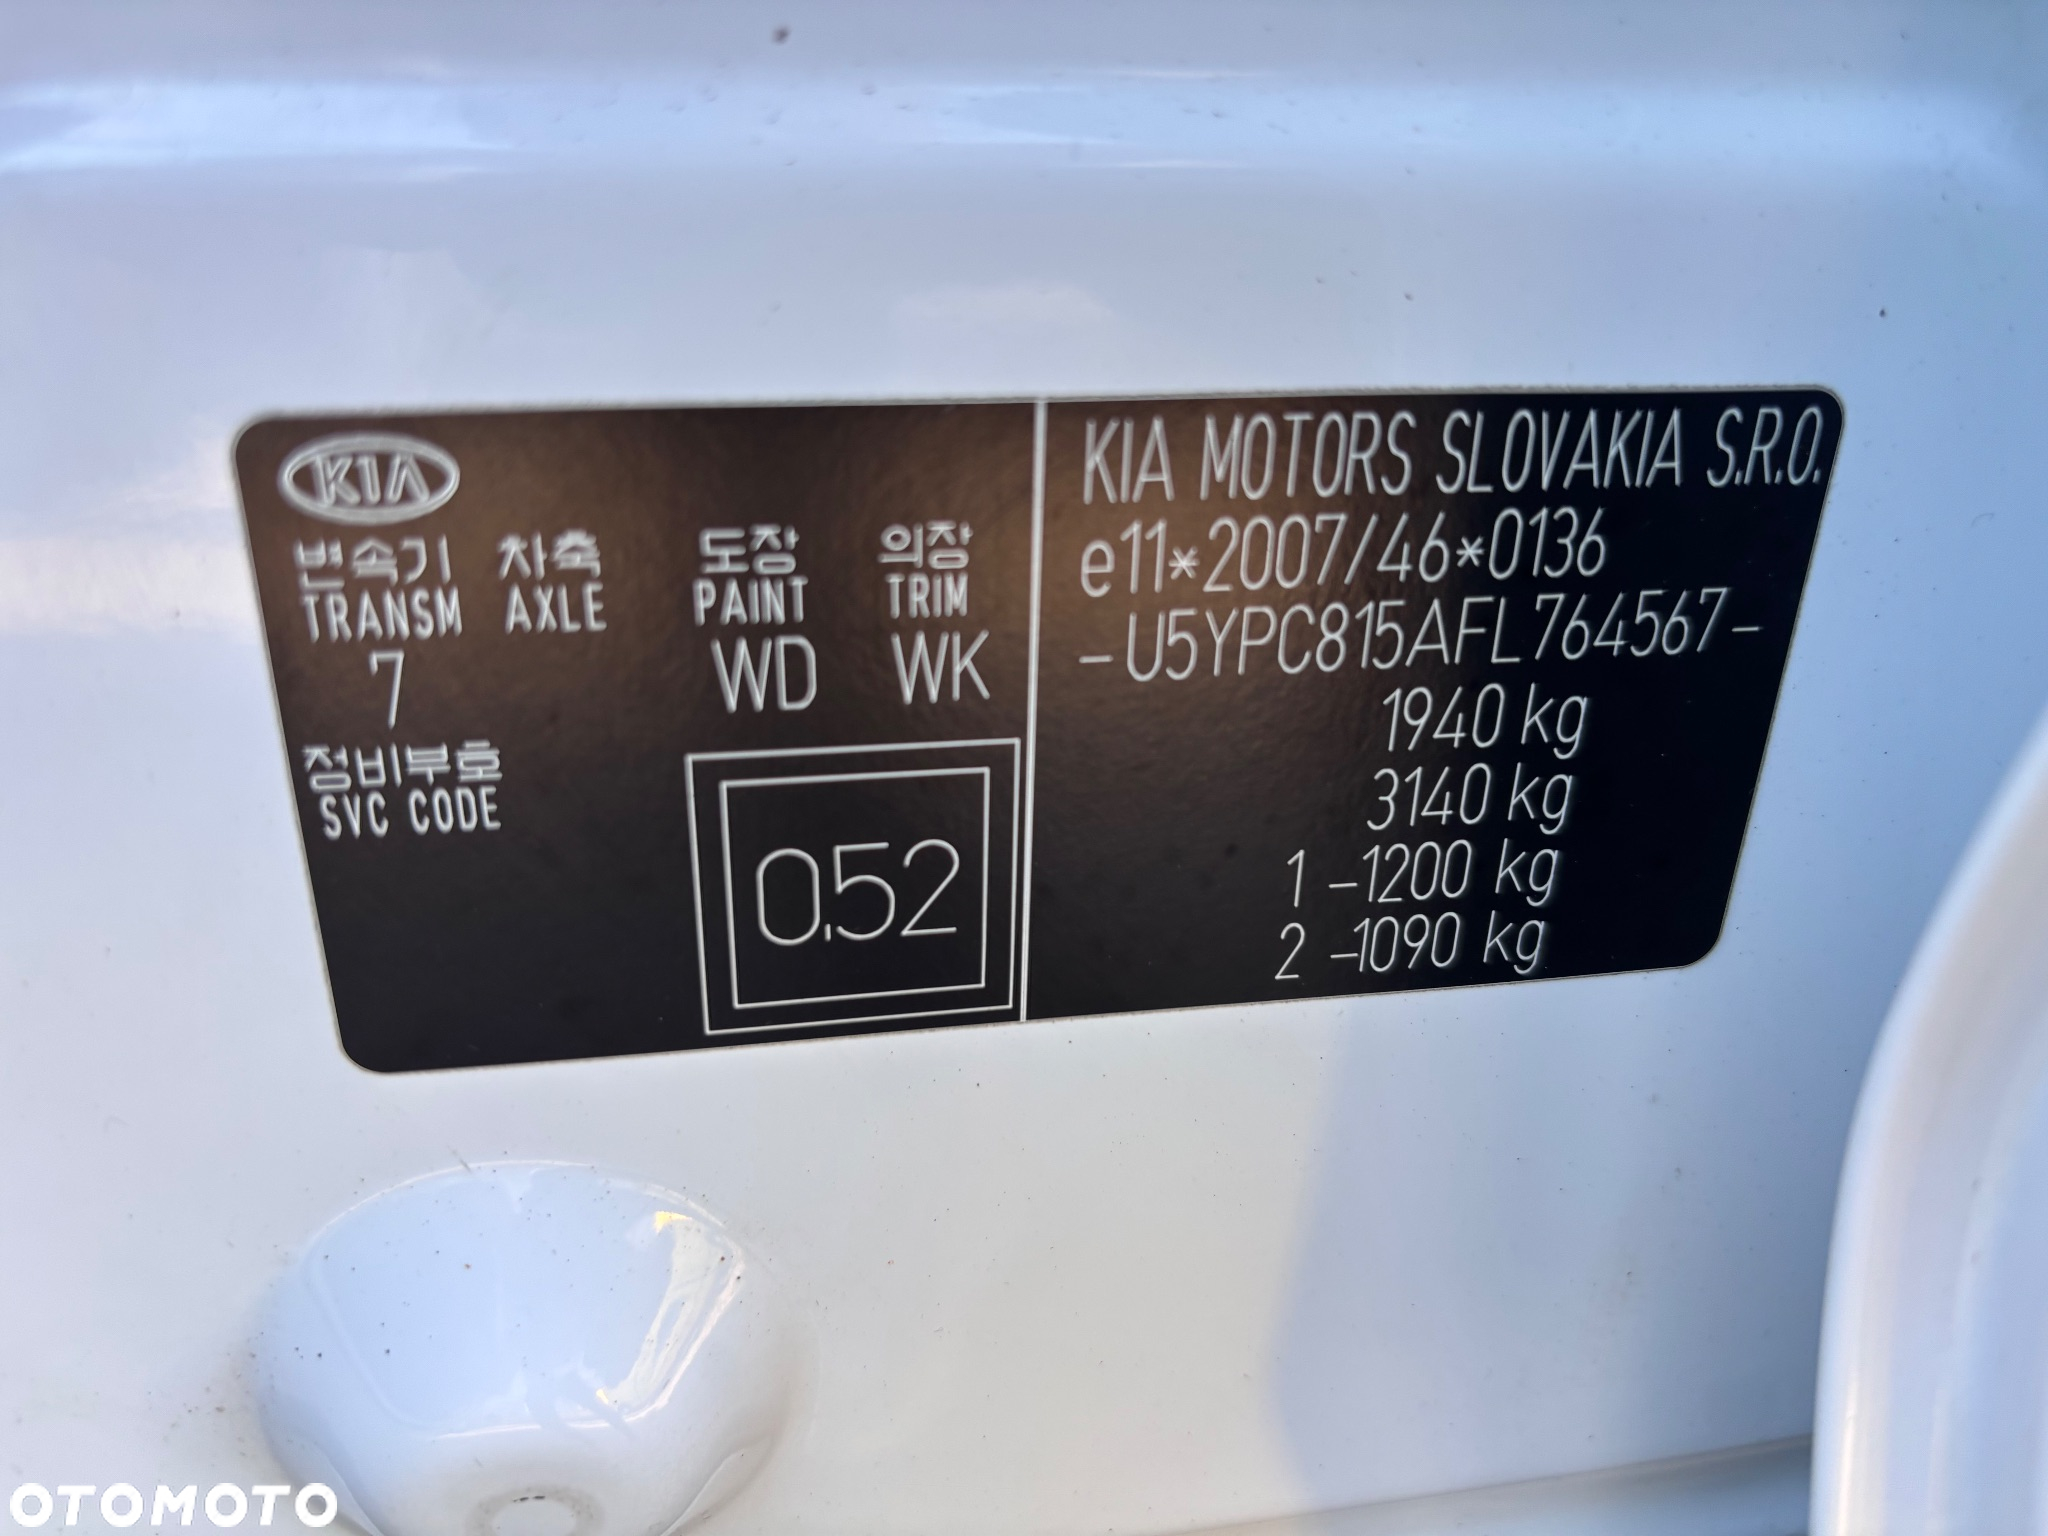 KIA
변속기 차축 도장 의장
TRANSM AXLE PAINT TRIM
7 WD WK
정비부호
SVC CODE
0.52
KIA MOTORS SLOVAKIA S.R.O.
e11*2007/46*0136
-U5YPC815AFL764567-
1940 kg
3140 kg
1 -1200 kg
2 -1090 kg
OTOMOTO